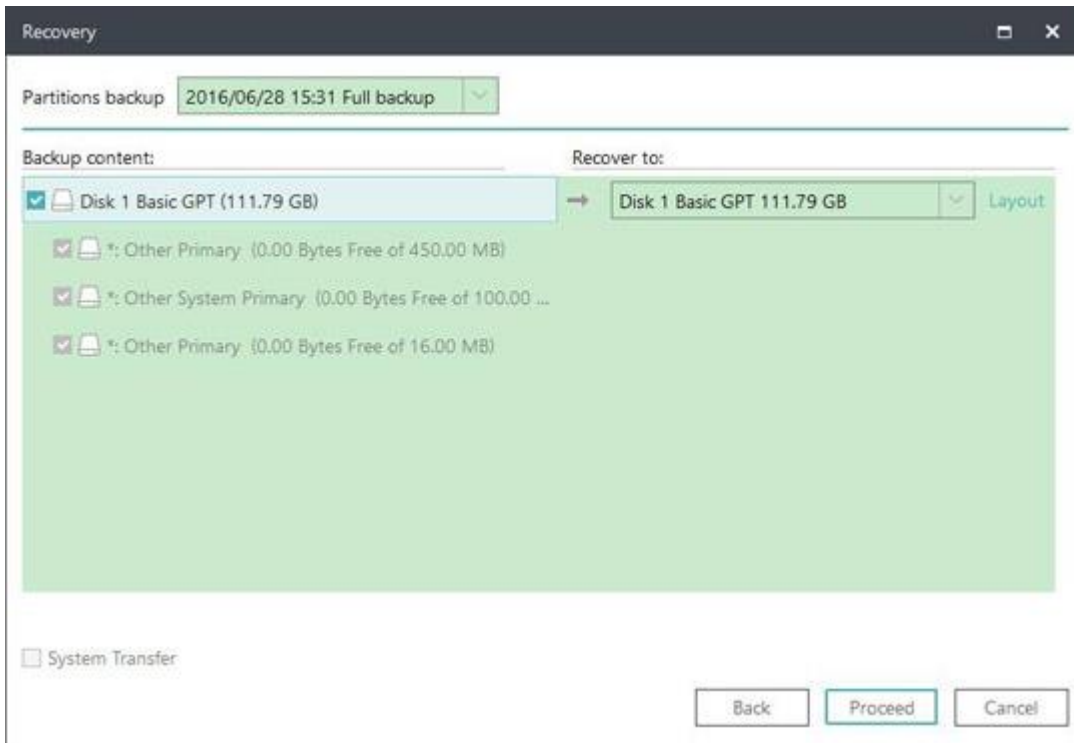 Recovery
Partitions backup 2016/06/28 15:31 Full backup
Backup content: Recover to:
Disk 1 Basic GPT (111.79 GB) Disk 1 Basic GPT 111.79 GB Layout
*: Other Primary (0.00 Bytes Free of 450.00 MB)
*: Other System Primary (0.00 Bytes Free of 100.00 ...
*: Other Primary (0.00 Bytes Free of 16.00 MB)
System Transfer
Back Proceed Cancel